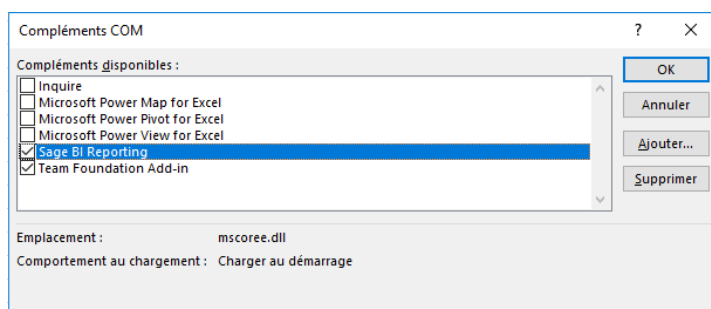 Compléments COM ?
Compléments disponibles :
Inquire
Microsoft Power Map for Excel
Microsoft Power Pivot for Excel
Microsoft Power View for Excel
Sage BI Reporting
Team Foundation Add-in
OK
Annuler
Ajouter...
Supprimer
Emplacement : mscoree.dll
Comportement au chargement : Charger au démarrage